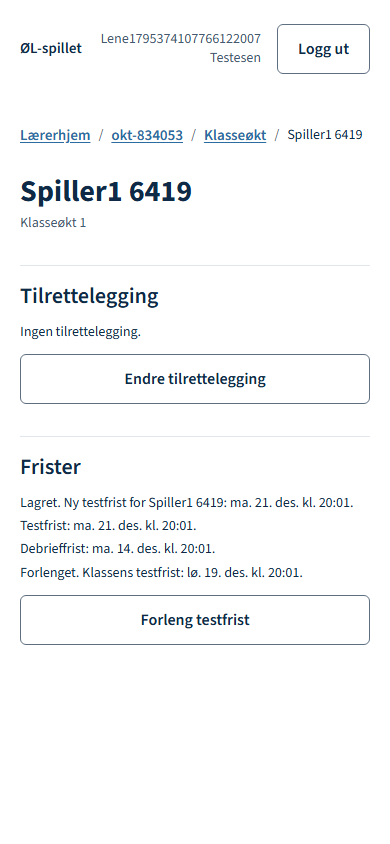 ØL-spillet
Lene1795374107766122007
Testesen
Logg ut
Lærerhjem / okt-834053 / Klasseøkt / Spiller1 6419
Spiller1 6419
Klasseøkt 1
Tilrettelegging
Ingen tilrettelegging.
Endre tilrettelegging
Frister
Lagret. Ny testfrist for Spiller1 6419: ma. 21. des. kl. 20:01.
Testfrist: ma. 21. des. kl. 20:01.
Debrieffrist: ma. 14. des. kl. 20:01.
Forlenget. Klassens testfrist: lø. 19. des. kl. 20:01.
Forleng testfrist